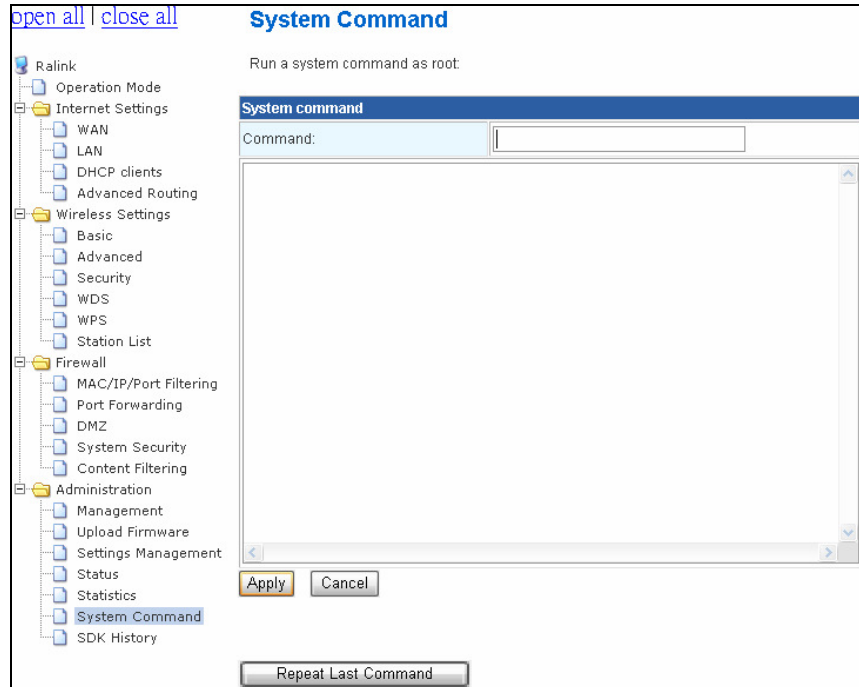 open all | close all
Ralink
Operation Mode
Internet Settings
WAN
LAN
DHCP clients
Advanced Routing
Wireless Settings
Basic
Advanced
Security
WDS
WPS
Station List
Firewall
MAC/IP/Port Filtering
Port Forwarding
DMZ
System Security
Content Filtering
Administration
Management
Upload Firmware
Settings Management
Status
Statistics
System Command
SDK History
System Command
Run a system command as root:
System command
Command:
Apply Cancel
Repeat Last Command